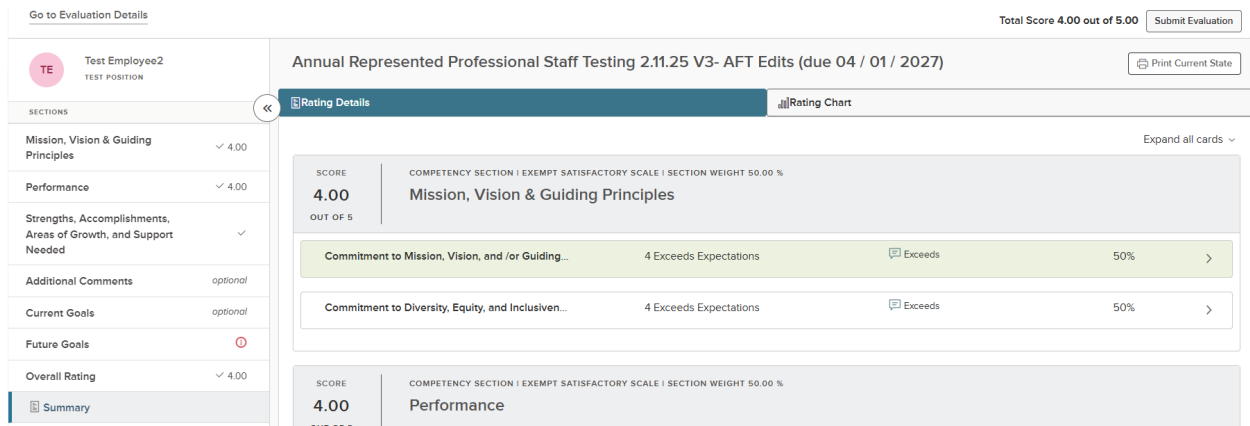 Go to Evaluation Details
Total Score 4.00 out of 5.00
Submit Evaluation
TE
Test Employee2
TEST POSITION
Annual Represented Professional Staff Testing 2.11.25 V3- AFT Edits (due 04 / 01 / 2027)
Print Current State
SECTIONS
Mission, Vision & Guiding
Principles
4.00
Performance
4.00
Strengths, Accomplishments,
Areas of Growth, and Support
Needed
Additional Comments
optional
Current Goals
optional
Future Goals
Overall Rating
4.00
Summary
Rating Details
Rating Chart
Expand all cards
SCORE
4.00
OUT OF 5
COMPETENCY SECTION | EXEMPT SATISFACTORY SCALE | SECTION WEIGHT 50.00 %
Mission, Vision & Guiding Principles
Commitment to Mission, Vision, and /or Guiding...
4 Exceeds Expectations
Exceeds
50%
Commitment to Diversity, Equity, and Inclusiven...
4 Exceeds Expectations
Exceeds
50%
SCORE
4.00
COMPETENCY SECTION | EXEMPT SATISFACTORY SCALE | SECTION WEIGHT 50.00 %
Performance